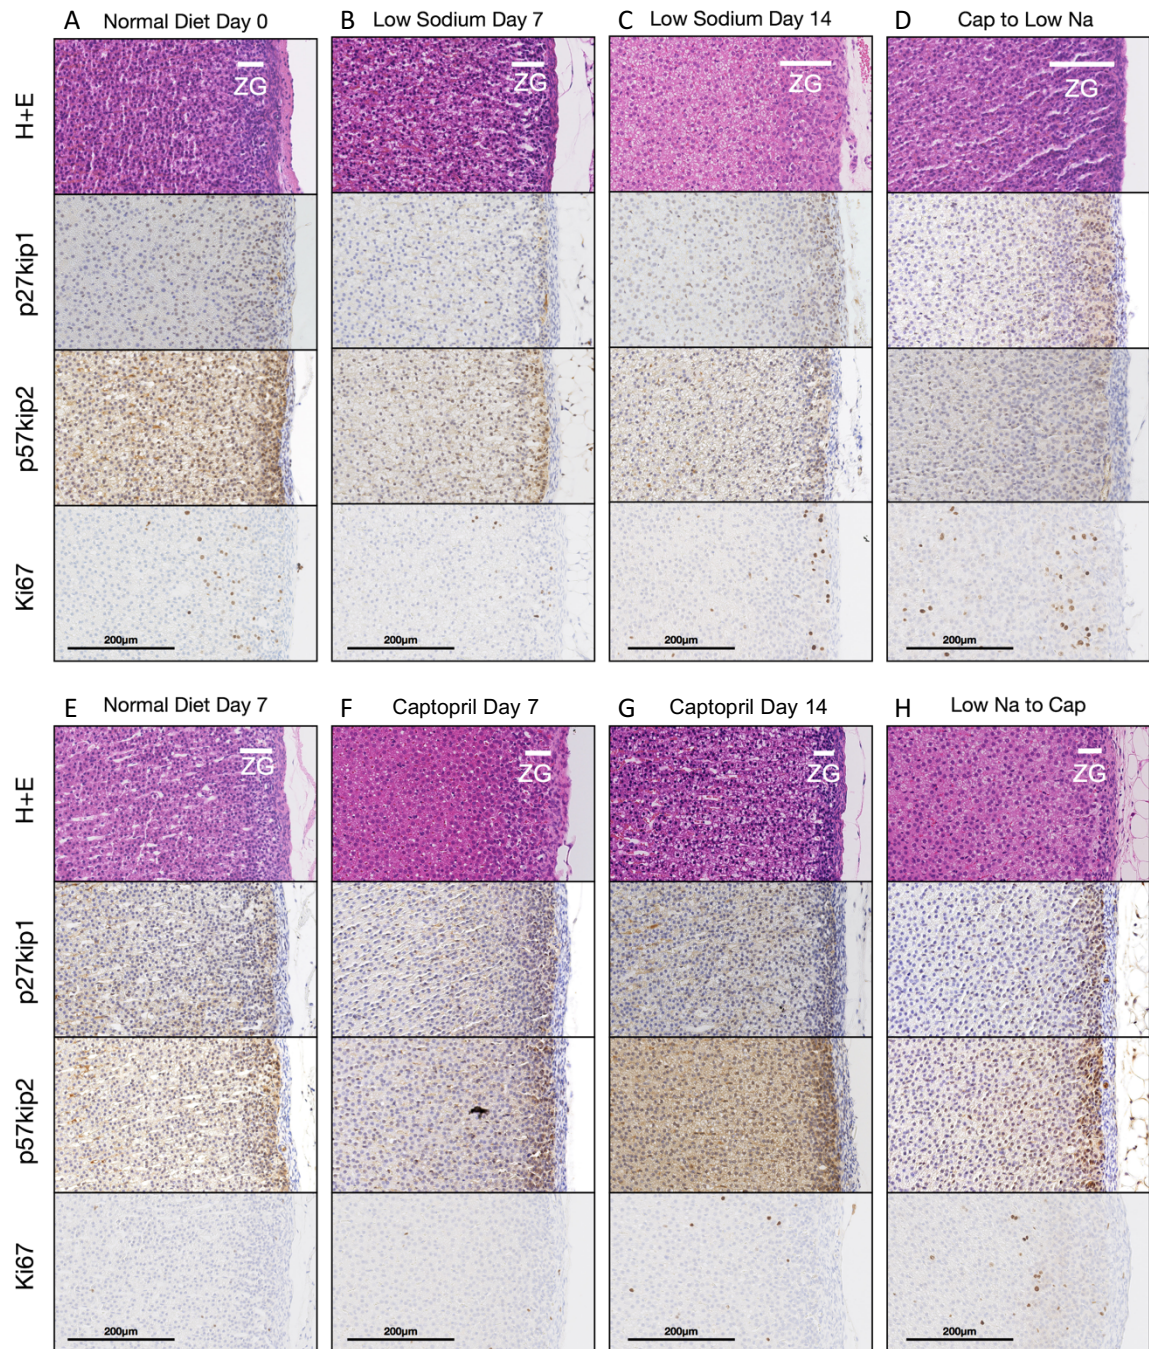 A Normal Diet Day 0
B Low Sodium Day 7
C Low Sodium Day 14
D Cap to Low Na
H+E
ZG
ZG
ZG
ZG
p27kip1
p57kip2
Ki67
200µm
200µm
200µm
200µm
E Normal Diet Day 7
F Captopril Day 7
G Captopril Day 14
H Low Na to Cap
H+E
ZG
ZG
ZG
ZG
p27kip1
p57kip2
Ki67
200µm
200µm
200µm
200µm